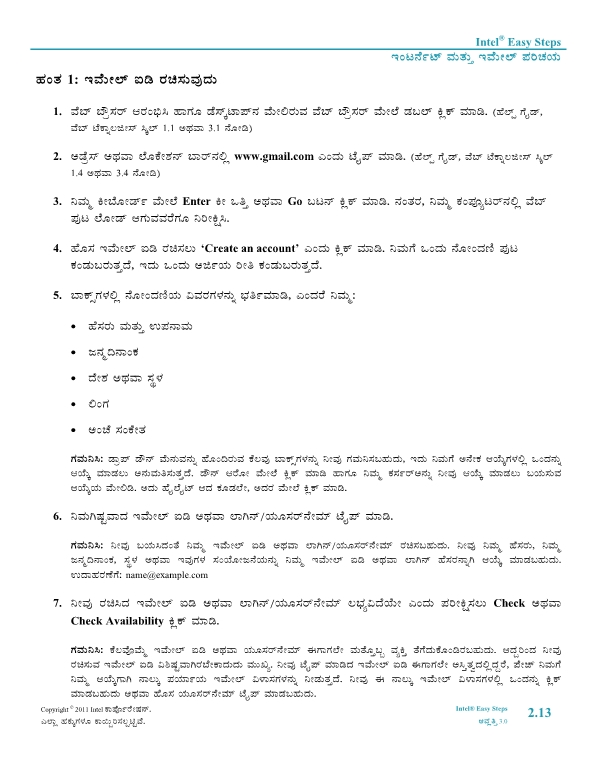 Intel® Easy Steps
ಇಂಟರ್ನೆಟ್ ಮತ್ತು ಇಮೇಲ್ ಪರಿಚಯ
ಹಂತ 1: ಇಮೇಲ್ ಐಡಿ ರಚಿಸುವುದು
1. ವೆಬ್ ಬ್ರೌಸರ್ ಆರಂಭಿಸಿ ಹಾಗೂ ಡೆಸ್ಕ್‌ಟಾಪ್‌ನ ಮೇಲಿರುವ ವೆಬ್ ಬ್ರೌಸರ್ ಮೇಲೆ ಡಬಲ್ ಕ್ಲಿಕ್ ಮಾಡಿ. (ಹೆಲ್ಪ್ ಗೈಡ್,
ವೆಬ್ ಟೆಕ್ನಾಲಜೀಸ್ ಸ್ಕಿಲ್ 1.1 ಅಥವಾ 3.1 ನೋಡಿ)
2. ಅಡ್ರೆಸ್ ಅಥವಾ ಲೊಕೇಶನ್ ಬಾರ್‌ನಲ್ಲಿ www.gmail.com ಎಂದು ಟೈಪ್ ಮಾಡಿ. (ಹೆಲ್ಪ್ ಗೈಡ್, ವೆಬ್ ಟೆಕ್ನಾಲಜೀಸ್ ಸ್ಕಿಲ್
1.4 ಅಥವಾ 3.4 ನೋಡಿ)
3. ನಿಮ್ಮ ಕೀಬೋರ್ಡ್ ಮೇಲೆ Enter ಕೀ ಒತ್ತಿ ಅಥವಾ Go ಬಟನ್ ಕ್ಲಿಕ್ ಮಾಡಿ. ನಂತರ, ನಿಮ್ಮ ಕಂಪ್ಯೂಟರ್‌ನಲ್ಲಿ ವೆಬ್
ಪುಟ ಲೋಡ್ ಆಗುವವರೆಗೂ ನಿರೀಕ್ಷಿಸಿ.
4. ಹೊಸ ಇಮೇಲ್ ಐಡಿ ರಚಿಸಲು ‘Create an account’ ಎಂದು ಕ್ಲಿಕ್ ಮಾಡಿ. ನಿಮಗೆ ಒಂದು ನೋಂದಣಿ ಪುಟ
ಕಂಡುಬರುತ್ತದೆ, ಇದು ಒಂದು ಅರ್ಜಿಯ ರೀತಿ ಕಂಡುಬರುತ್ತದೆ.
5. ಬಾಕ್ಸ್‌ಗಳಲ್ಲಿ ನೋಂದಣಿಯ ವಿವರಗಳನ್ನು ಭರ್ತಿಮಾಡಿ, ಎಂದರೆ ನಿಮ್ಮ:
• ಹೆಸರು ಮತ್ತು ಉಪನಾಮ
• ಜನ್ಮದಿನಾಂಕ
• ದೇಶ ಅಥವಾ ಸ್ಥಳ
• ಲಿಂಗ
• ಅಂಚೆ ಸಂಕೇತ
ಗಮನಿಸಿ: ಡ್ರಾಪ್ ಡೌನ್ ಮೆನುವನ್ನು ಹೊಂದಿರುವ ಕೆಲವು ಬಾಕ್ಸ್‌ಗಳನ್ನು ನೀವು ಗಮನಿಸಬಹುದು, ಇದು ನಿಮಗೆ ಅನೇಕ ಆಯ್ಕೆಗಳಲ್ಲಿ ಒಂದನ್ನು
ಆಯ್ಕೆ ಮಾಡಲು ಅನುಮತಿಸುತ್ತದೆ. ಡೌನ್ ಆರೋ ಮೇಲೆ ಕ್ಲಿಕ್ ಮಾಡಿ ಹಾಗೂ ನಿಮ್ಮ ಕರ್ಸರ್‌ಅನ್ನು ನೀವು ಆಯ್ಕೆ ಮಾಡಲು ಬಯಸುವ
ಆಯ್ಕೆಯ ಮೇಲಿಡಿ. ಅದು ಹೈಲೈಟ್ ಆದ ಕೂಡಲೇ, ಅದರ ಮೇಲೆ ಕ್ಲಿಕ್ ಮಾಡಿ.
6. ನಿಮಗಿಷ್ಟವಾದ ಇಮೇಲ್ ಐಡಿ ಅಥವಾ ಲಾಗಿನ್/ಯೂಸರ್‌ನೇಮ್ ಟೈಪ್ ಮಾಡಿ.
ಗಮನಿಸಿ: ನೀವು ಬಯಸಿದಂತೆ ನಿಮ್ಮ ಇಮೇಲ್ ಐಡಿ ಅಥವಾ ಲಾಗಿನ್/ಯೂಸರ್‌ನೇಮ್ ರಚಿಸಬಹುದು. ನೀವು ನಿಮ್ಮ ಹೆಸರು, ನಿಮ್ಮ
ಜನ್ಮದಿನಾಂಕ, ಸ್ಥಳ ಅಥವಾ ಇವುಗಳ ಸಂಯೋಜನೆಯನ್ನು ನಿಮ್ಮ ಇಮೇಲ್ ಐಡಿ ಅಥವಾ ಲಾಗಿನ್ ಹೆಸರನ್ನಾಗಿ ಆಯ್ಕೆ ಮಾಡಬಹುದು.
ಉದಾಹರಣೆಗೆ: name@example.com
7. ನೀವು ರಚಿಸಿದ ಇಮೇಲ್ ಐಡಿ ಅಥವಾ ಲಾಗಿನ್/ಯೂಸರ್‌ನೇಮ್ ಲಭ್ಯವಿದೆಯೇ ಎಂದು ಪರೀಕ್ಷಿಸಲು Check ಅಥವಾ
Check Availability ಕ್ಲಿಕ್ ಮಾಡಿ.
ಗಮನಿಸಿ: ಕೆಲವೊಮ್ಮೆ ಇಮೇಲ್ ಐಡಿ ಅಥವಾ ಯೂಸರ್‌ನೇಮ್ ಈಗಾಗಲೇ ಮತ್ತೊಬ್ಬ ವ್ಯಕ್ತಿ ತೆಗೆದುಕೊಂಡಿರಬಹುದು. ಆದ್ದರಿಂದ ನೀವು
ರಚಿಸುವ ಇಮೇಲ್ ಐಡಿ ವಿಶಿಷ್ಟವಾಗಿರಬೇಕಾದುದು ಮುಖ್ಯ. ನೀವು ಟೈಪ್ ಮಾಡಿದ ಇಮೇಲ್ ಐಡಿ ಈಗಾಗಲೇ ಅಸ್ತಿತ್ವದಲ್ಲಿದ್ದರೆ, ಪೇಜ್ ನಿಮಗೆ
ನಿಮ್ಮ ಆಯ್ಕೆಗಾಗಿ ನಾಲ್ಕು ಪರ್ಯಾಯ ಇಮೇಲ್ ವಿಳಾಸಗಳನ್ನು ನೀಡುತ್ತದೆ. ನೀವು ಈ ನಾಲ್ಕು ಇಮೇಲ್ ವಿಳಾಸಗಳಲ್ಲಿ ಒಂದನ್ನು ಕ್ಲಿಕ್
ಮಾಡಬಹುದು ಅಥವಾ ಹೊಸ ಯೂಸರ್‌ನೇಮ್ ಟೈಪ್ ಮಾಡಬಹುದು.
Copyright © 2011 Intel ಕಾರ್ಪೊರೇಷನ್.
ಎಲ್ಲಾ ಹಕ್ಕುಗಳೂ ಕಾಯ್ದಿರಿಸಲ್ಪಟ್ಟಿವೆ.
Intel® Easy Steps
ಆವೃತ್ತಿ 3.0
2.13